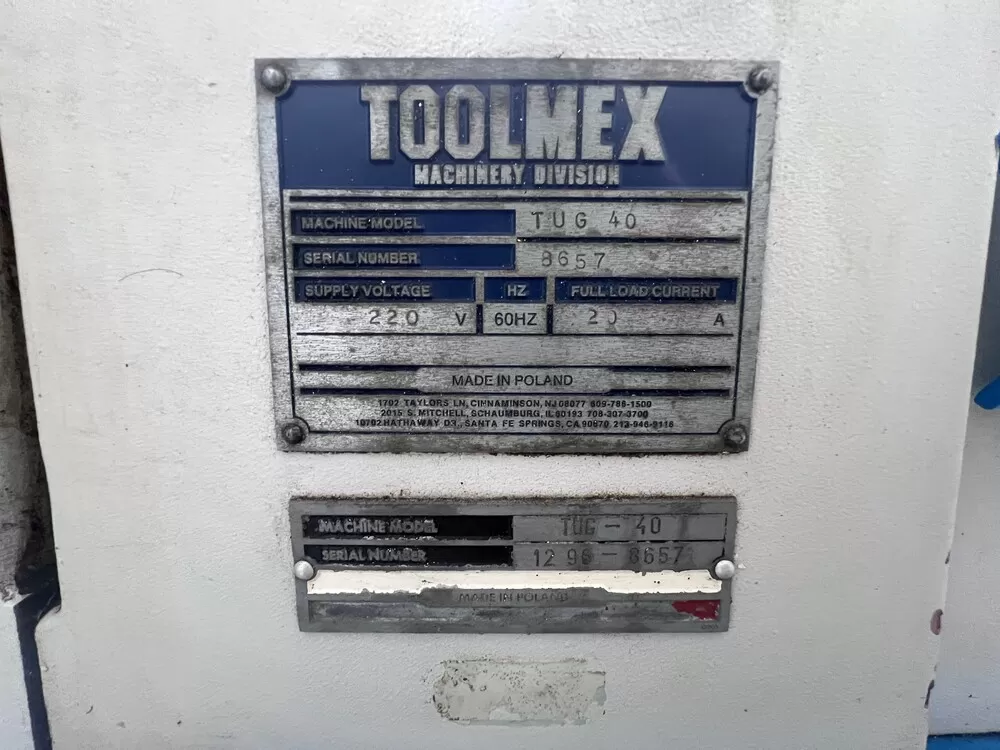 TOOLMEX
MACHINERY DIVISION
MACHINE MODEL TUG 40
SERIAL NUMBER 8657
SUPPLY VOLTAGE HZ FULL LOAD CURRENT
220 V 60HZ 20 A
MADE IN POLAND
1702 TAYLORS LN, CINNAMINSON, NJ 08077 609-786-1500
2015 S. MITCHELL, SCHAUMBURG, IL 60193 708-307-3700
10702 HATHAWAY DR., SANTA FE SPRINGS, CA 90670 213-946-9116
MACHINE MODEL TUG - 40
SERIAL NUMBER 12 96 - 8657
MADE IN POLAND